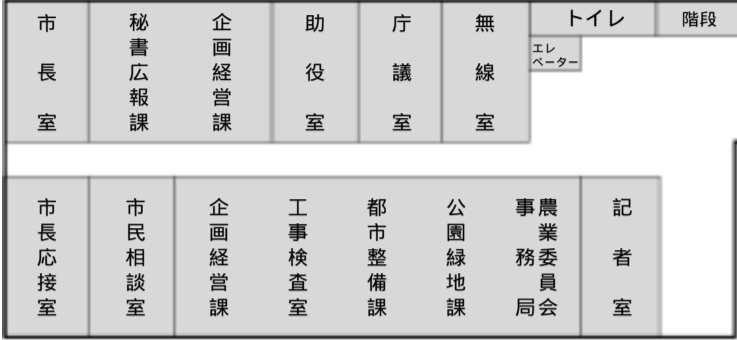 市長室
秘書広報課
企画経営課
助役室
庁議室
無線室
トイレ
階段
エレ
ベーター
市長応接室
市民相談室
企画経営課
工事検査室
都市整備課
公園緑地課
農業委員会
事務局
記者室